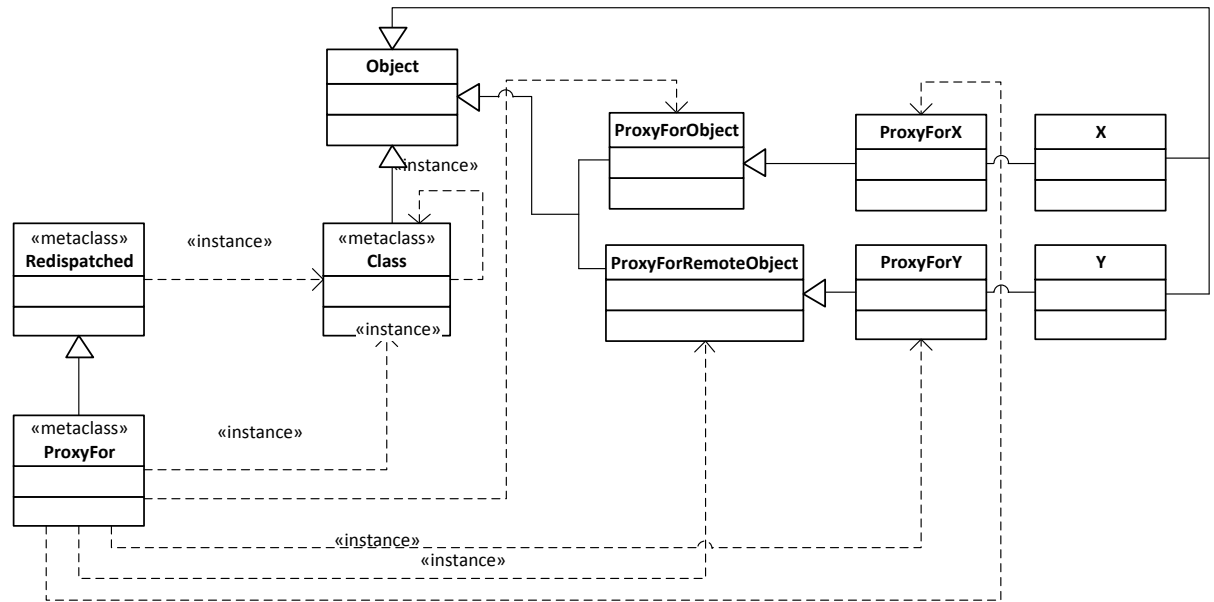 Object
«instance»
ProxyForObject
ProxyForX
X
«metaclass»
Redispatched
«instance»
«metaclass»
Class
«instance»
ProxyForRemoteObject
ProxyForY
Y
«metaclass»
ProxyFor
«instance»
«instance»
«instance»